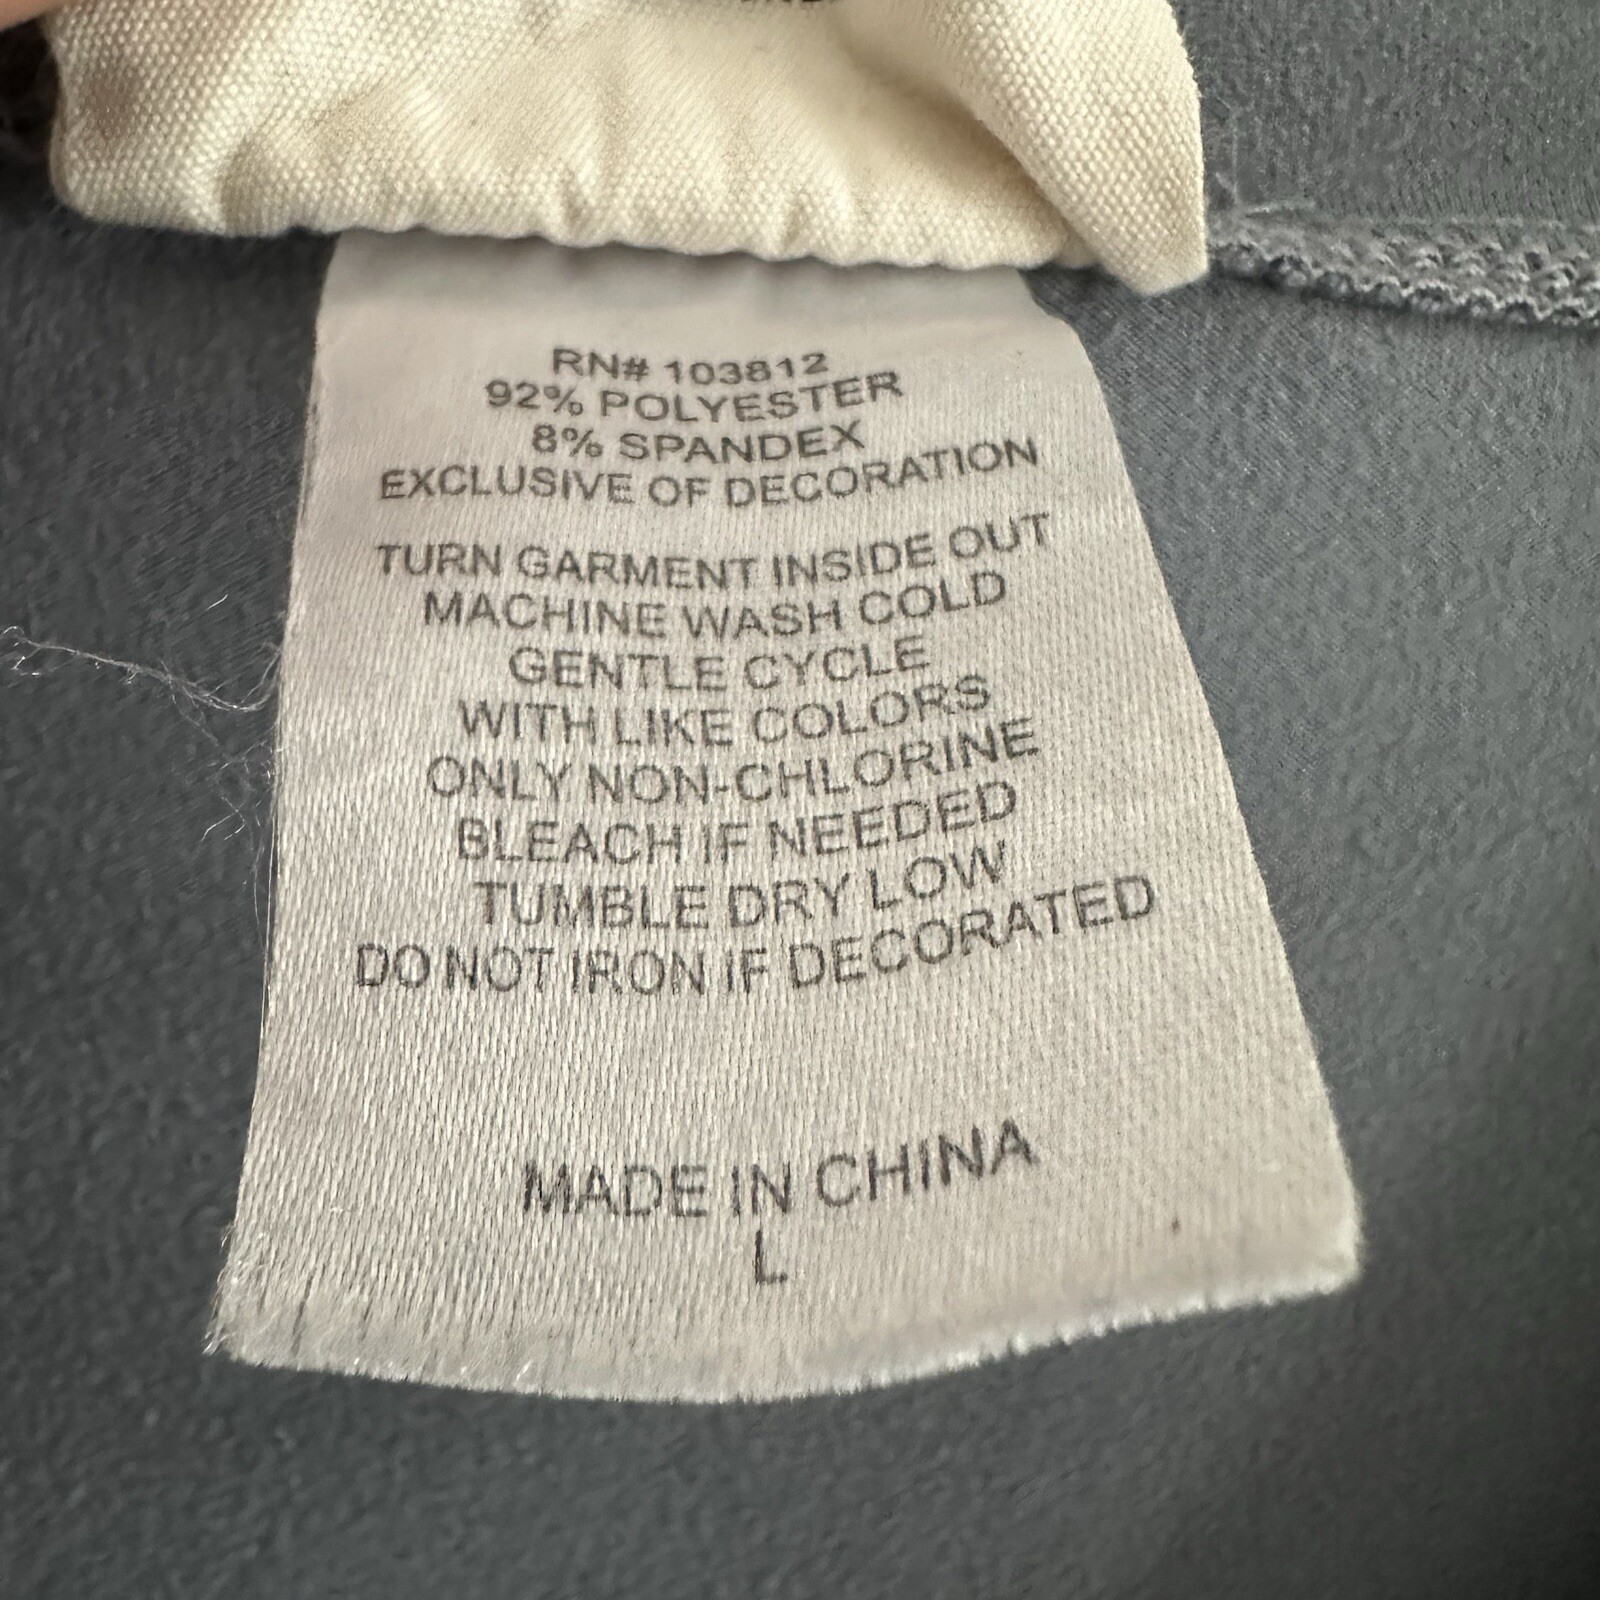 RN# 103812
92% POLYESTER
8% SPANDEX
EXCLUSIVE OF DECORATION
TURN GARMENT INSIDE OUT
MACHINE WASH COLD
GENTLE CYCLE
WITH LIKE COLORS
ONLY NON-CHLORINE
BLEACH IF NEEDED
TUMBLE DRY LOW
DO NOT IRON IF DECORATED
MADE IN CHINA
L